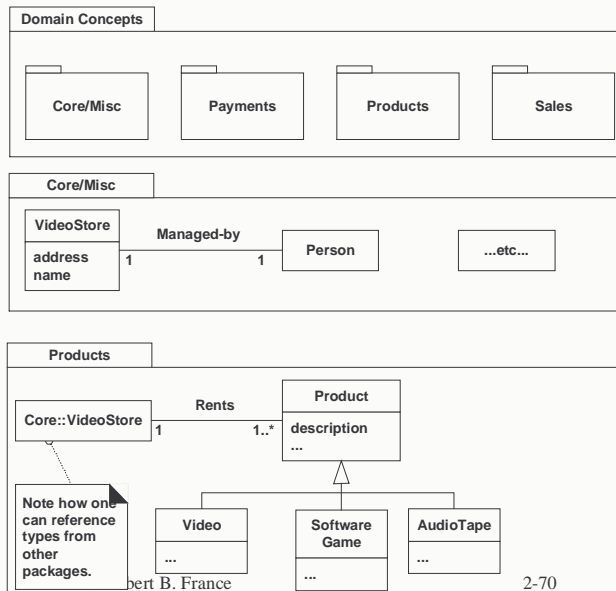 Domain Concepts
Core/Misc
Payments
Products
Sales
Core/Misc
VideoStore
address
name
Managed-by
1
1
Person
...etc...
Products
Core::VideoStore
Rents
1
1..*
Product
description
...
Note how one
can reference
types from
other
packages.
Video
...
Software
Game
...
AudioTape
...
B. France
2-70